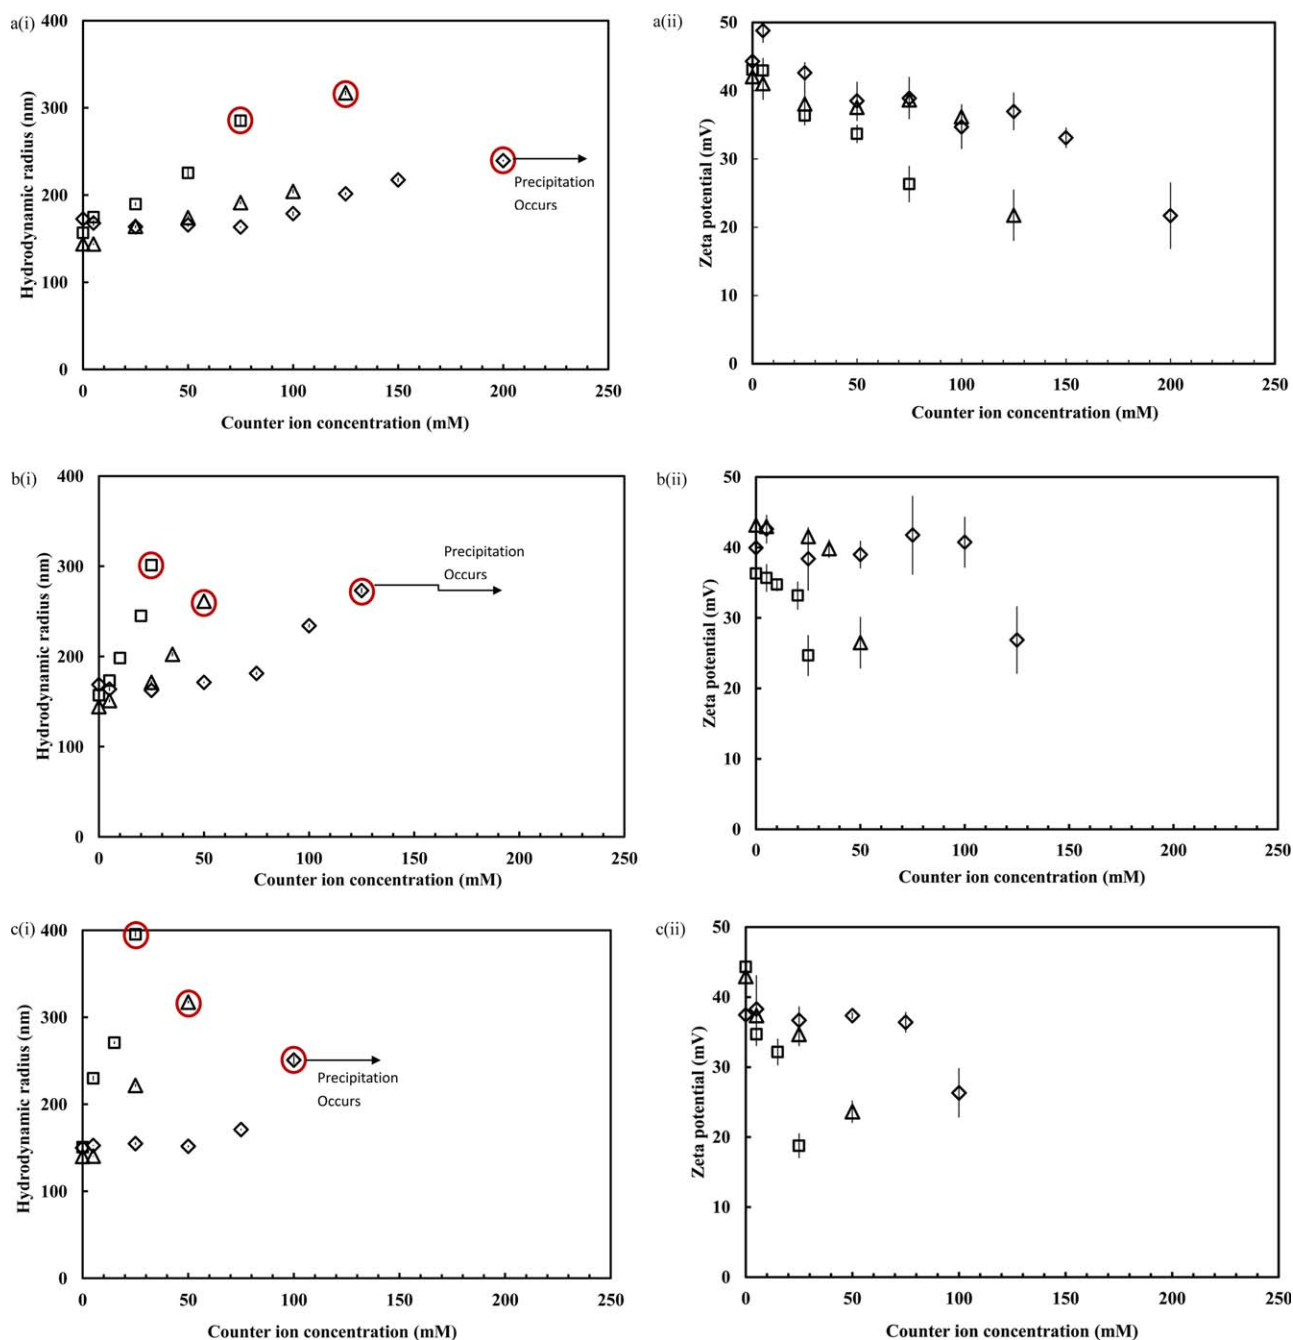 a(i)
400
300
200
100
0
Hydrodynamic radius (nm)
0 50 100 150 200 250
Counter ion concentration (mM)
Precipitation
Occurs
a(ii)
50
40
30
20
10
0
Zeta potential (mV)
0 50 100 150 200 250
Counter ion concentration (mM)
b(i)
400
300
200
100
0
Hydrodynamic radius (nm)
0 50 100 150 200 250
Counter ion concentration (mM)
Precipitation
Occurs
b(ii)
50
40
30
20
10
0
Zeta potential (mV)
0 50 100 150 200 250
Counter ion concentration (mM)
c(i)
400
300
200
100
0
Hydrodynamic radius (nm)
0 50 100 150 200 250
Counter ion concentration (mM)
Precipitation
Occurs
c(ii)
50
40
30
20
10
0
Zeta potential (mV)
0 50 100 150 200 250
Counter ion concentration (mM)